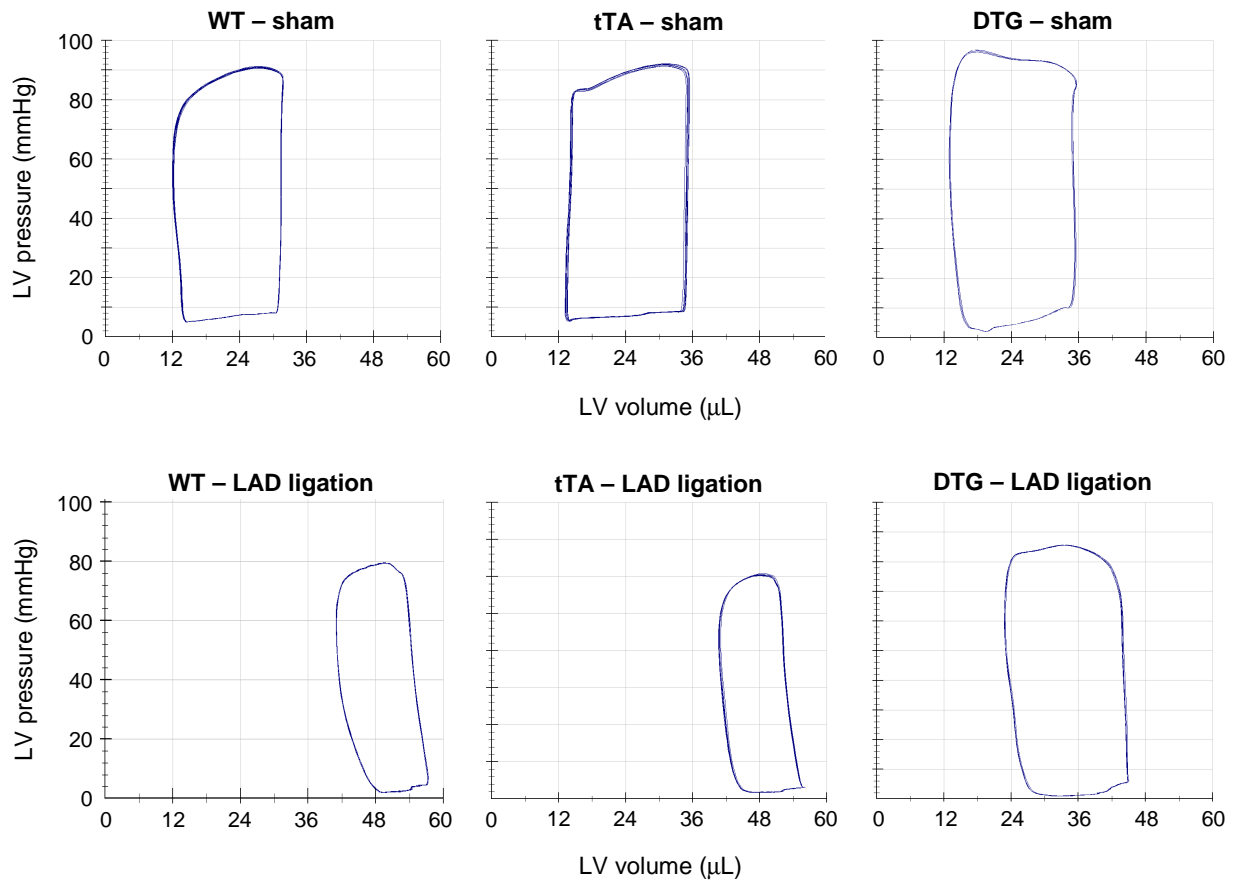 WT – sham tTA – sham DTG – sham
100
80
60
40
20
0
LV pressure (mmHg)
0 12 24 36 48 60 0 12 24 36 48 60 0 12 24 36 48 60
LV volume (μL)
WT – LAD ligation tTA – LAD ligation DTG – LAD ligation
100
80
60
40
20
0
LV pressure (mmHg)
0 12 24 36 48 60 0 12 24 36 48 60 0 12 24 36 48 60
LV volume (μL)